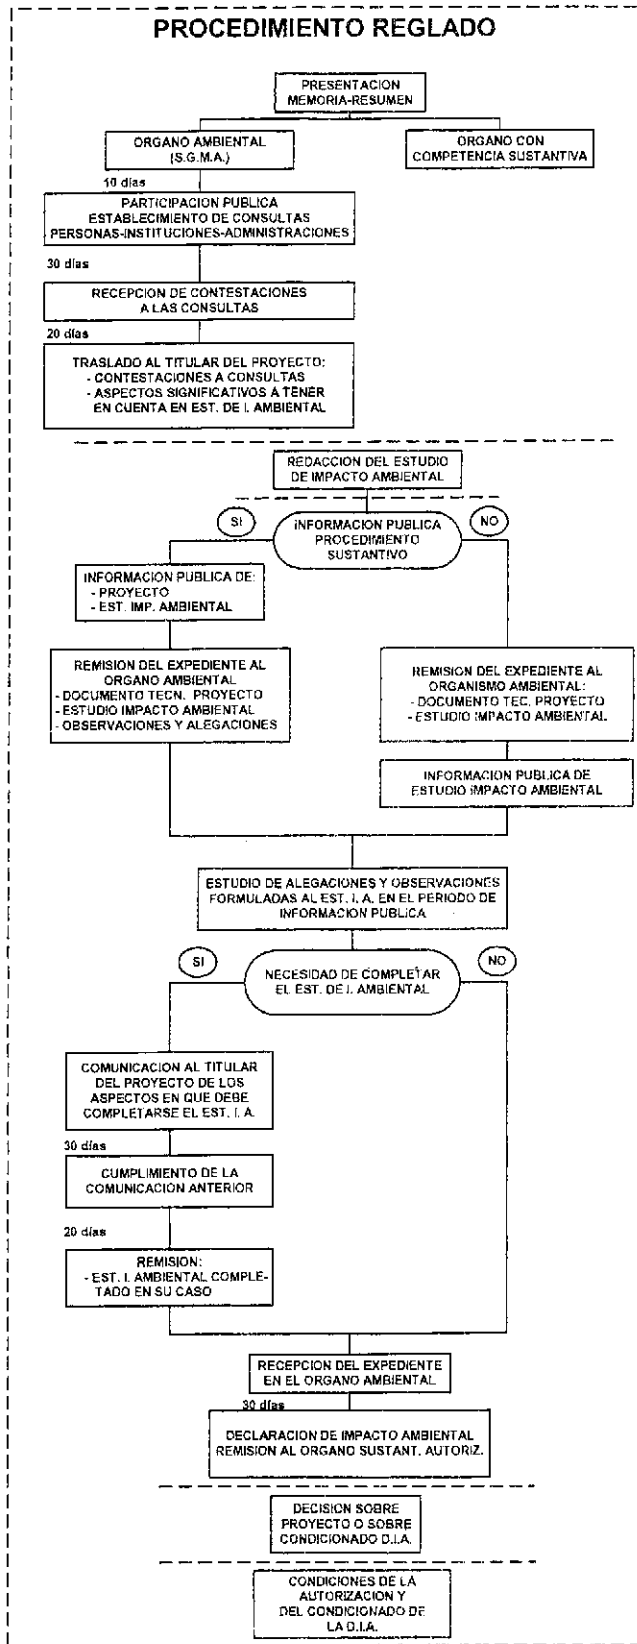 PROCEDIMIENTO REGLADO
PRESENTACION
MEMORIA-RESUMEN
ORGANO AMBIENTAL
(S.G.M.A.)
ORGANO CON
COMPETENCIA SUSTANTIVA
10 días
PARTICIPACION PUBLICA
ESTABLECIMIENTO DE CONSULTAS
PERSONAS-INSTITUCIONES-ADMINISTRACIONES
30 días
RECEPCION DE CONTESTACIONES
A LAS CONSULTAS
20 días
TRASLADO AL TITULAR DEL PROYECTO:
- CONTESTACIONES A CONSULTAS
- ASPECTOS SIGNIFICATIVOS A TENER
EN CUENTA EN EST. DE I. AMBIENTAL
REDACCION DEL ESTUDIO
DE IMPACTO AMBIENTAL
SI
INFORMACION PUBLICA
PROCEDIMIENTO
SUSTANTIVO
NO
INFORMACION PUBLICA DE:
- PROYECTO
- EST. IMP. AMBIENTAL
REMISION DEL EXPEDIENTE AL
ORGANO AMBIENTAL
- DOCUMENTO TECN. PROYECTO
- ESTUDIO IMPACTO AMBIENTAL
- OBSERVACIONES Y ALEGACIONES
REMISION DEL EXPEDIENTE AL
ORGANISMO AMBIENTAL:
- DOCUMENTO TEC. PROYECTO
- ESTUDIO IMPACTO AMBIENTAL
INFORMACION PUBLICA DE
ESTUDIO IMPACTO AMBIENTAL
ESTUDIO DE ALEGACIONES Y OBSERVACIONES
FORMULADAS AL EST. I. A. EN EL PERIODO DE
INFORMACION PUBLICA
SI
NECESIDAD DE COMPLETAR
EL EST. DE I. AMBIENTAL
NO
COMUNICACION AL TITULAR
DEL PROYECTO DE LOS
ASPECTOS EN QUE DEBE
COMPLETARSE EL EST. I. A.
30 días
CUMPLIMIENTO DE LA
COMUNICACION ANTERIOR
20 días
REMISION:
- EST. I. AMBIENTAL COMPLE-
TADO EN SU CASO
RECEPCION DEL EXPEDIENTE
EN EL ORGANO AMBIENTAL
30 días
DECLARACION DE IMPACTO AMBIENTAL
REMISION AL ORGANO SUSTANT. AUTORIZ.
DECISION SOBRE
PROYECTO O SOBRE
CONDICIONADO D.I.A.
CONDICIONES DE LA
AUTORIZACION Y
DEL CONDICIONADO DE
LA D.I.A.